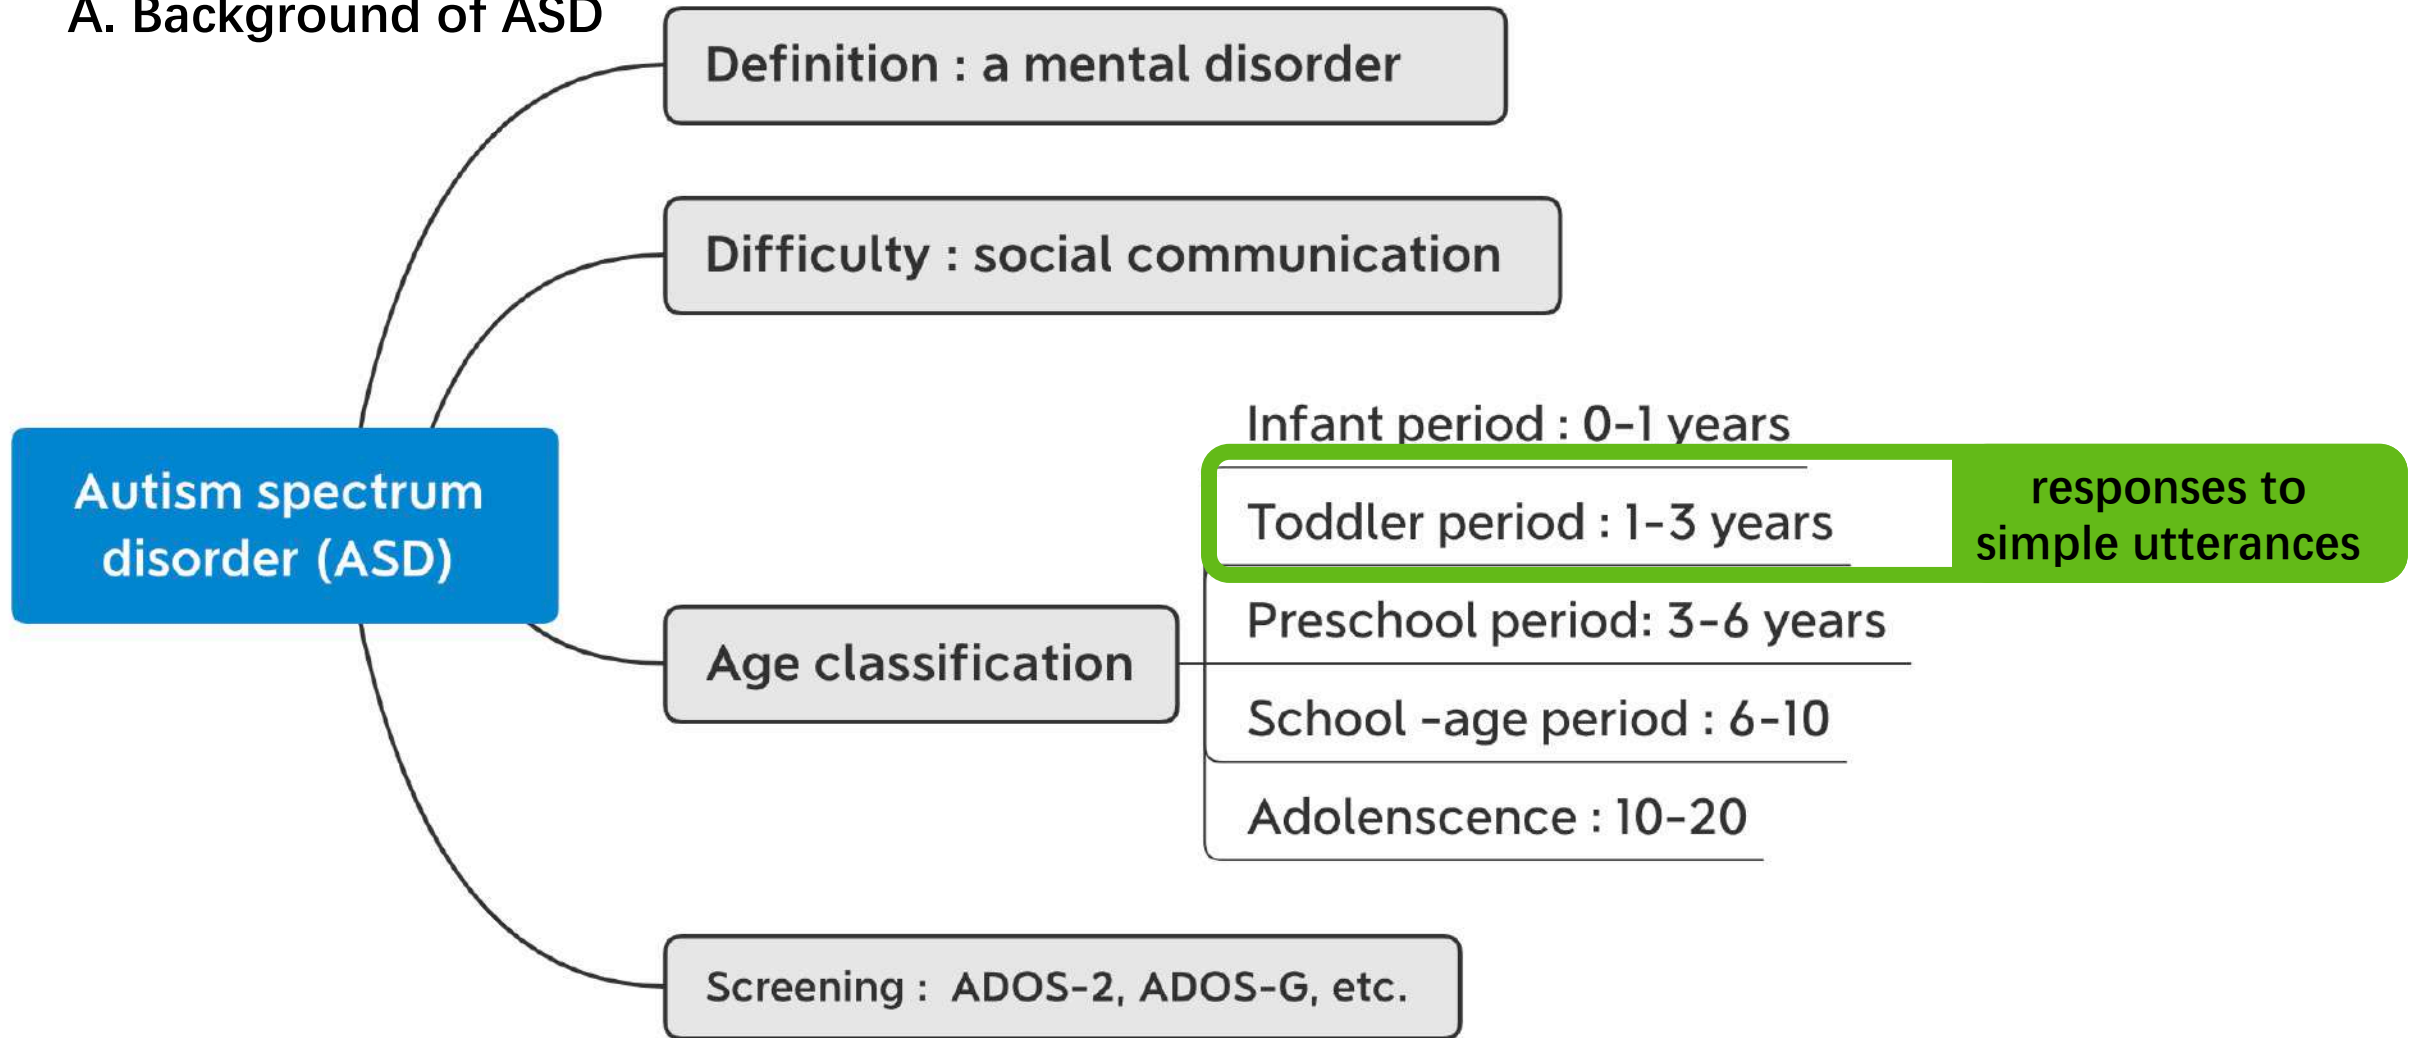 A. Background of ASD
Definition : a mental disorder
Difficulty : social communication
Autism spectrum
disorder (ASD)
Age classification
Infant period : 0-1 years
Toddler period : 1-3 years
responses to
simple utterances
Preschool period: 3-6 years
School -age period : 6-10
Adolenscence : 10-20
Screening :  ADOS-2, ADOS-G, etc.